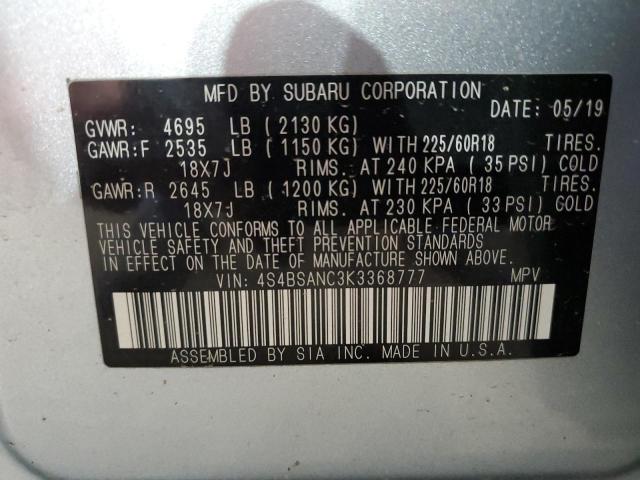 MFD BY SUBARU CORPORATION
DATE: 05/19
GVWR: 4695 LB ( 2130 KG)
GAWR:F 2535 LB ( 1150 KG) WITH 225/60R18 TIRES.
18X7J RIMS. AT 240 KPA ( 35 PSI) COLD
GAWR:R 2645 LB ( 1200 KG) WITH 225/60R18 TIRES.
18X7J RIMS. AT 230 KPA ( 33 PSI) COLD
THIS VEHICLE CONFORMS TO ALL APPLICABLE FEDERAL MOTOR
VEHICLE SAFETY AND THEFT PREVENTION STANDARDS
IN EFFECT ON THE DATE OF MANUFACTURE SHOWN ABOVE.
VIN: 4S4BSANC3K3368777 MPV
ASSEMBLED BY SIA INC. MADE IN U.S.A.